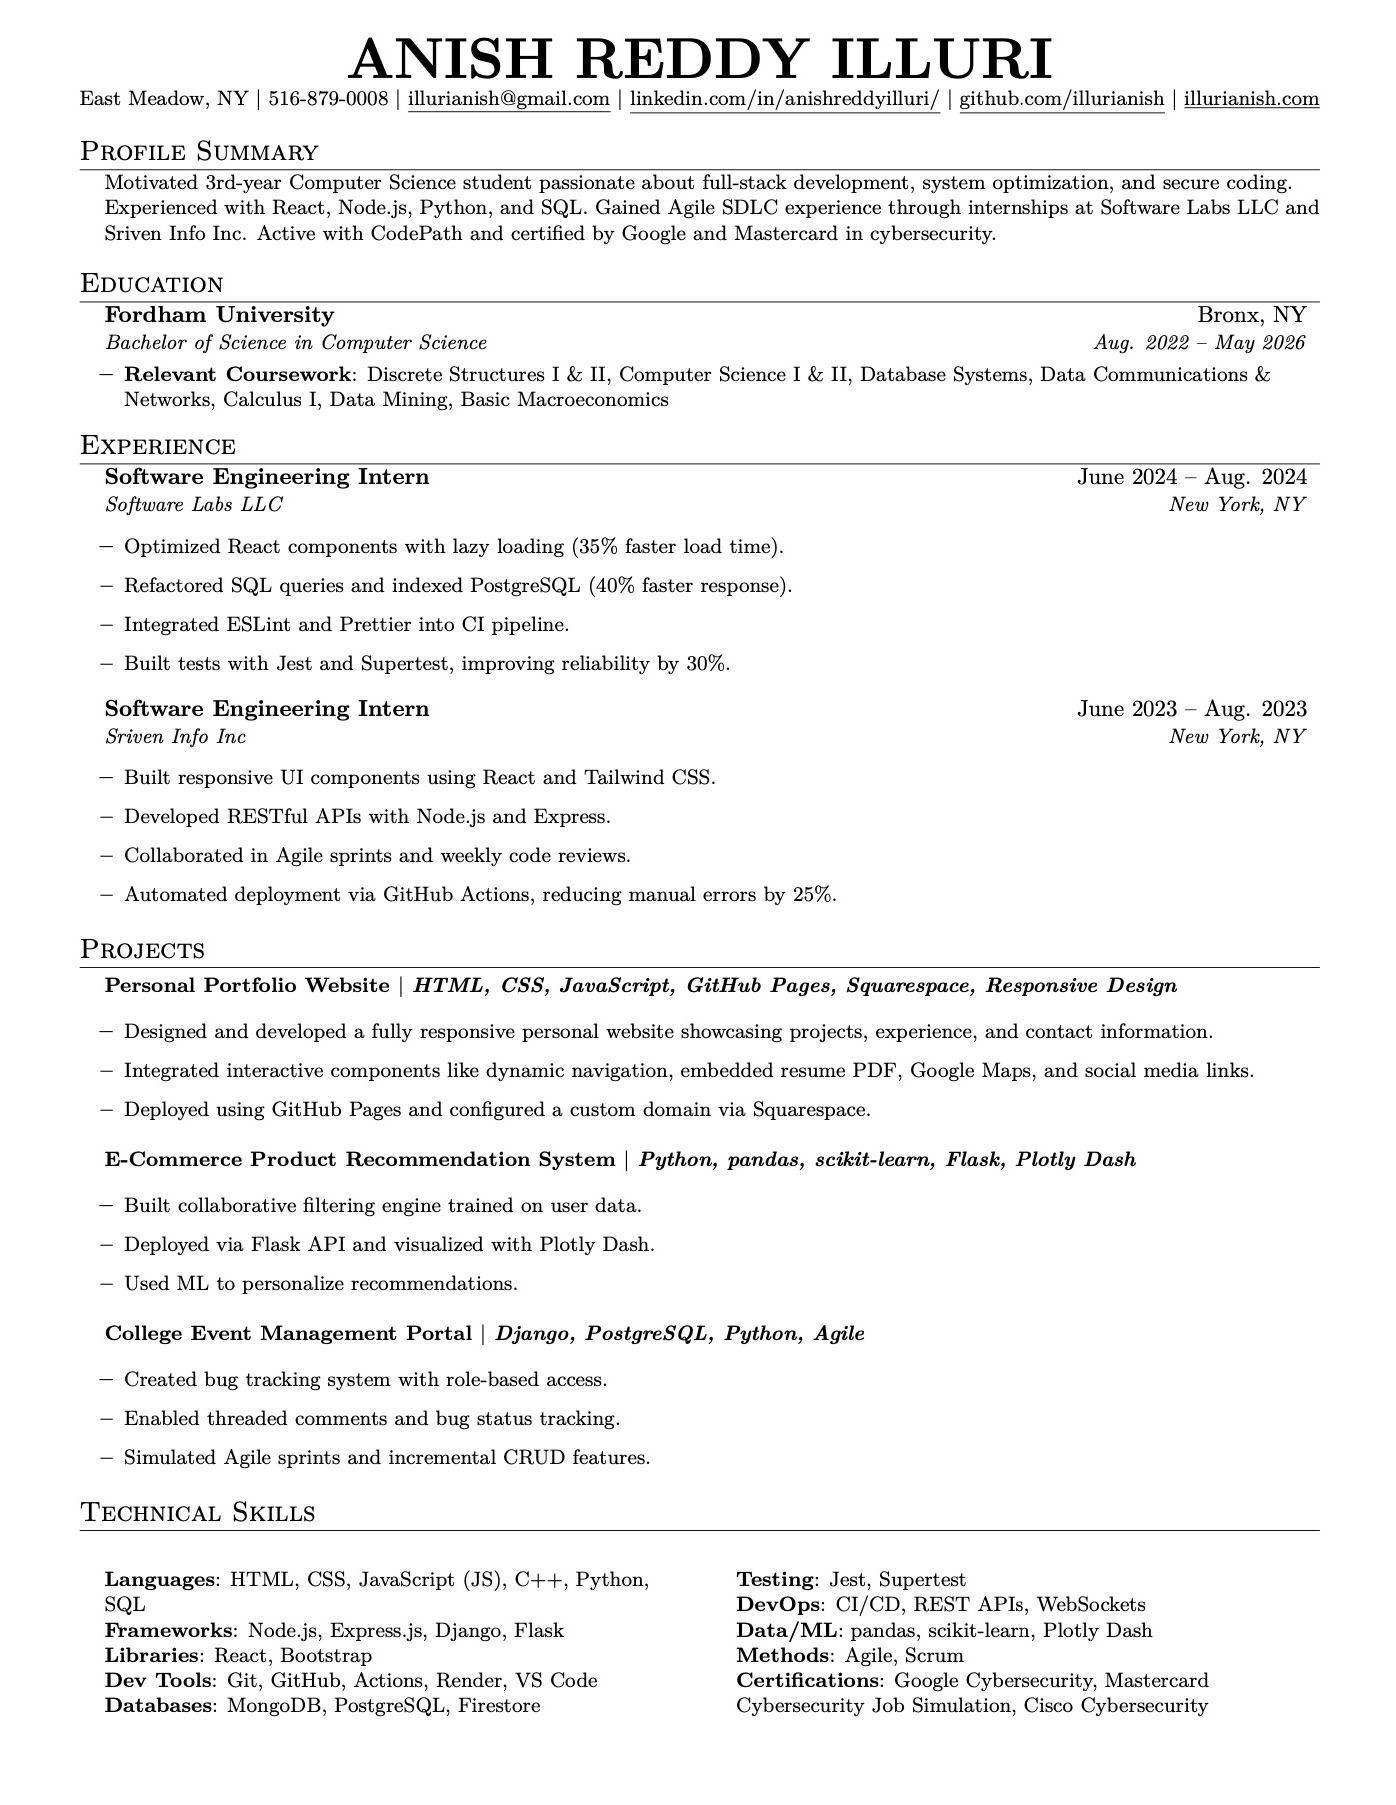 ANISH REDDY ILLURI
East Meadow, NY | 516-879-0008 | illurianish@gmail.com | linkedin.com/in/anishreddyilluri/ | github.com/illurianish | illurianish.com
Profile Summary
Motivated 3rd-year Computer Science student passionate about full-stack development, system optimization, and secure coding.
Experienced with React, Node.js, Python, and SQL. Gained Agile SDLC experience through internships at Software Labs LLC and
Sriven Info Inc. Active with CodePath and certified by Google and Mastercard in cybersecurity.
Education
Fordham University Bronx, NY
Bachelor of Science in Computer Science Aug. 2022 – May 2026
– Relevant Coursework: Discrete Structures I & II, Computer Science I & II, Database Systems, Data Communications &
Networks, Calculus I, Data Mining, Basic Macroeconomics
Experience
Software Engineering Intern June 2024 – Aug. 2024
Software Labs LLC New York, NY
– Optimized React components with lazy loading (35% faster load time).
– Refactored SQL queries and indexed PostgreSQL (40% faster response).
– Integrated ESLint and Prettier into CI pipeline.
– Built tests with Jest and Supertest, improving reliability by 30%.
Software Engineering Intern June 2023 – Aug. 2023
Sriven Info Inc New York, NY
– Built responsive UI components using React and Tailwind CSS.
– Developed RESTful APIs with Node.js and Express.
– Collaborated in Agile sprints and weekly code reviews.
– Automated deployment via GitHub Actions, reducing manual errors by 25%.
Projects
Personal Portfolio Website | HTML, CSS, JavaScript, GitHub Pages, Squarespace, Responsive Design
– Designed and developed a fully responsive personal website showcasing projects, experience, and contact information.
– Integrated interactive components like dynamic navigation, embedded resume PDF, Google Maps, and social media links.
– Deployed using GitHub Pages and configured a custom domain via Squarespace.
E-Commerce Product Recommendation System | Python, pandas, scikit-learn, Flask, Plotly Dash
– Built collaborative filtering engine trained on user data.
– Deployed via Flask API and visualized with Plotly Dash.
– Used ML to personalize recommendations.
College Event Management Portal | Django, PostgreSQL, Python, Agile
– Created bug tracking system with role-based access.
– Enabled threaded comments and bug status tracking.
– Simulated Agile sprints and incremental CRUD features.
Technical Skills
Languages: HTML, CSS, JavaScript (JS), C++, Python,
SQL
Frameworks: Node.js, Express.js, Django, Flask
Libraries: React, Bootstrap
Dev Tools: Git, GitHub, Actions, Render, VS Code
Databases: MongoDB, PostgreSQL, Firestore
Testing: Jest, Supertest
DevOps: CI/CD, REST APIs, WebSockets
Data/ML: pandas, scikit-learn, Plotly Dash
Methods: Agile, Scrum
Certifications: Google Cybersecurity, Mastercard
Cybersecurity Job Simulation, Cisco Cybersecurity